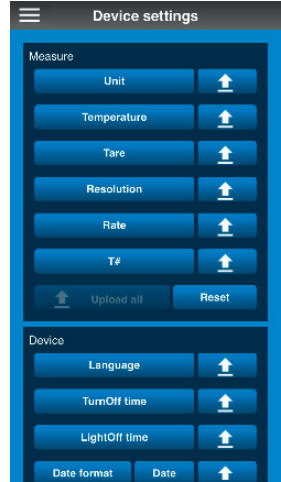 Device settings
Measure
Unit
Temperature
Tare
Resolution
Rate
T#
Upload all Reset
Device
Language
TurnOff time
LightOff time
Date format Date